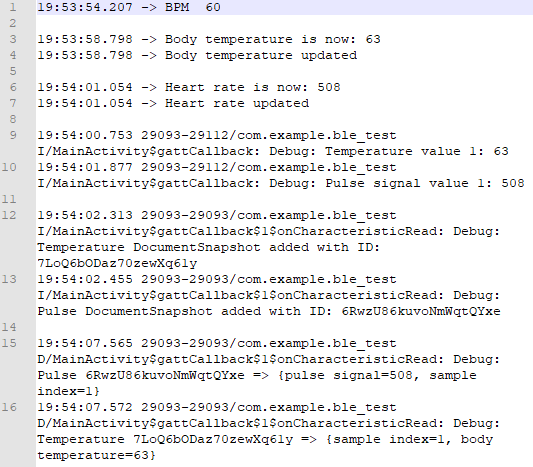 1 19:53:54.207 -> BPM  60
2
3 19:53:58.798 -> Body temperature is now: 63
4 19:53:58.798 -> Body temperature updated
5
6 19:54:01.054 -> Heart rate is now: 508
7 19:54:01.054 -> Heart rate updated
8
9 19:54:00.753 29093-29112/com.example.ble_test
I/MainActivity$gattCallback: Debug: Temperature value 1: 63
10 19:54:01.877 29093-29112/com.example.ble_test
I/MainActivity$gattCallback: Debug: Pulse signal value 1: 508
11
12 19:54:02.313 29093-29093/com.example.ble_test
I/MainActivity$gattCallback$1$onCharacteristicRead: Debug:
Temperature DocumentSnapshot added with ID:
7LoQ6bODaz70zewXq6ly
13 19:54:02.455 29093-29093/com.example.ble_test
I/MainActivity$gattCallback$1$onCharacteristicRead: Debug:
Pulse DocumentSnapshot added with ID: 6RwzU86kuvoNmWqtQYxe
14
15 19:54:07.565 29093-29093/com.example.ble_test
D/MainActivity$gattCallback$1$onCharacteristicRead: Debug:
Pulse 6RwzU86kuvoNmWqtQYxe => {pulse signal=508, sample
index=1}
16 19:54:07.572 29093-29093/com.example.ble_test
D/MainActivity$gattCallback$1$onCharacteristicRead: Debug:
Temperature 7LoQ6bODaz70zewXq6ly => {sample index=1, body
temperature=63}